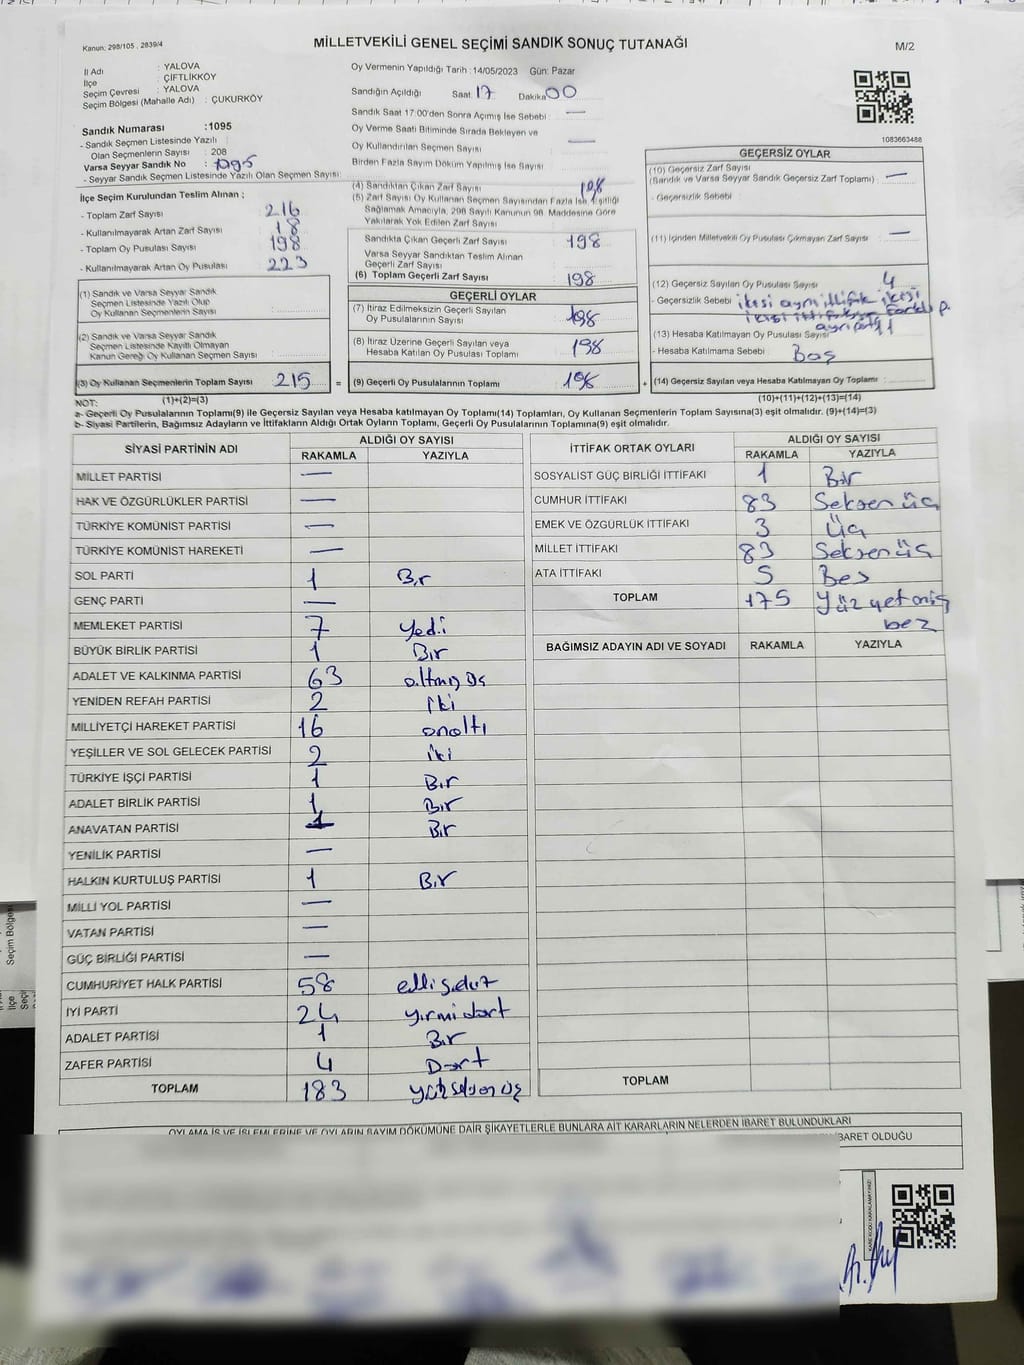 Kanun: 298/105 , 2839/4
MİLLETVEKİLİ GENEL SEÇİMİ SANDIK SONUÇ TUTANAĞI
M/2
İl Adı : YALOVA
İlçe : ÇİFTLİKKÖY
Seçim Çevresi : YALOVA
Seçim Bölgesi (Mahalle Adı) : ÇUKURKÖY
Sandık Numarası :1095
- Sandık Seçmen Listesinde Yazılı
Olan Seçmenlerin Sayısı : 208
Varsa Seyyar Sandık No : 1095
- Seyyar Sandık Seçmen Listesinde Yazılı Olan Seçmen Sayısı:
Oy Vermenin Yapıldığı Tarih : 14/05/2023 Gün: Pazar
Sandığın Açıldığı Saat: 17 Dakika: 00
Sandık Saat 17:00'den Sonra Açılmış İse Sebebi : —
Oy Verme Saati Bitiminde Sırada Bekleyen ve
Oy Kullandırılan Seçmen Sayısı : —
Birden Fazla Sayım Döküm Yapılmış İse Sayısı :
1083663488
İlçe Seçim Kurulundan Teslim Alınan ;
- Toplam Zarf Sayısı : 216
- Kullanılmayarak Artan Zarf Sayısı : 18
- Toplam Oy Pusulası Sayısı : 198
- Kullanılmayarak Artan Oy Pusulası : 223
(1) Sandık ve Varsa Seyyar Sandık
Seçmen Listesinde Yazılı Olup
Oy Kullanan Seçmenlerin Sayısı :
(2) Sandık ve Varsa Seyyar Sandık
Seçmen Listesinde Kayıtlı Olmayan
Kanun Gereği Oy Kullanan Seçmen Sayısı :
(3) Oy Kullanan Seçmenlerin Toplam Sayısı : 215
(1)+(2)=(3)
(4) Sandıktan Çıkan Zarf Sayısı : 198
(5) Zarf Sayısı Oy Kullanan Seçmen Sayısından Fazla İse, Eşitliği
Sağlamak Amacıyla, 298 Sayılı Kanunun 98. Maddesine Göre
Yakılarak Yok Edilen Zarf Sayısı :
Sandıkta Çıkan Geçerli Zarf Sayısı : 198
Varsa Seyyar Sandıktan Teslim Alınan
Geçerli Zarf Sayısı :
(6) Toplam Geçerli Zarf Sayısı : 198
GEÇERLİ OYLAR
(7) İtiraz Edilmeksizin Geçerli Sayılan
Oy Pusulalarının Sayısı : 198
(8) İtiraz Üzerine Geçerli Sayılan veya
Hesaba Katılan Oy Pusulası Toplamı : 198
= (9) Geçerli Oy Pusulalarının Toplamı : 196
GEÇERSİZ OYLAR
(10) Geçersiz Zarf Sayısı
(Sandık ve Varsa Seyyar Sandık Geçersiz Zarf Toplamı) : —
- Geçersizlik Sebebi :
(11) İçinden Milletvekili Oy Pusulası Çıkmayan Zarf Sayısı : —
(12) Geçersiz Sayılan Oy Pusulası Sayısı : 4
- Geçersizlik Sebebi : ikisi ayrı ittifak ikisi
(13) Hesaba Katılmayan Oy Pusulası Sayısı : 1
- Hesaba Katılmama Sebebi : Boş
+ (14) Geçersiz Sayılan veya Hesaba Katılmayan Oy Toplamı :
(10)+(11)+(12)+(13)=(14)
NOT:
a- Geçerli Oy Pusulalarının Toplamı(9) ile Geçersiz Sayılan veya Hesaba katılmayan Oy Toplamı(14) Toplamları, Oy Kullanan Seçmenlerin Toplam Sayısına(3) eşit olmalıdır. (9)+(14)=(3)
b- Siyasi Partilerin, Bağımsız Adayların ve İttifakların Aldığı Ortak Oyların Toplamı, Geçerli Oy Pusulalarının Toplamına(9) eşit olmalıdır.
SİYASİ PARTİNİN ADI ALDIĞI OY SAYISI
RAKAMLA YAZIYLA
MİLLET PARTİSİ —
HAK VE ÖZGÜRLÜKLER PARTİSİ —
TÜRKİYE KOMÜNİST PARTİSİ —
TÜRKİYE KOMÜNİST HAREKETİ —
SOL PARTİ 1 Bir
GENÇ PARTİ —
MEMLEKET PARTİSİ 7 yedi
BÜYÜK BİRLİK PARTİSİ 1 Bir
ADALET VE KALKINMA PARTİSİ 63 altmış üç
YENİDEN REFAH PARTİSİ 2 iki
MİLLİYETÇİ HAREKET PARTİSİ 16 onaltı
YEŞİLLER VE SOL GELECEK PARTİSİ 2 iki
TÜRKİYE İŞÇİ PARTİSİ 1 Bir
ADALET BİRLİK PARTİSİ 1 Bir
ANAVATAN PARTİSİ 1 Bir
YENİLİK PARTİSİ —
HALKIN KURTULUŞ PARTİSİ 1 Bir
MİLLİ YOL PARTİSİ —
VATAN PARTİSİ —
GÜÇ BİRLİĞİ PARTİSİ —
CUMHURİYET HALK PARTİSİ 58 elli sekiz
İYİ PARTİ 24 yirmidört
ADALET PARTİSİ 1 Bir
ZAFER PARTİSİ 4 Dört
TOPLAM 183 yüz seksen üç
İTTİFAK ORTAK OYLARI ALDIĞI OY SAYISI
RAKAMLA YAZIYLA
SOSYALİST GÜÇ BİRLİĞİ İTTİFAKI 1 Bir
CUMHUR İTTİFAKI 83 Seksen üç
EMEK VE ÖZGÜRLÜK İTTİFAKI 3 Üç
MİLLET İTTİFAKI 83 Seksen üç
ATA İTTİFAKI 5 Beş
TOPLAM 175 Yüz yetmiş
beş
BAĞIMSIZ ADAYIN ADI VE SOYADI RAKAMLA YAZIYLA
TOPLAM
OYLAMA İŞ VE İŞLEMLERİNE VE OYLARIN SAYIM DÖKÜMÜNE DAİR ŞİKAYETLERLE BUNLARA AİT KARARLARIN NELERDEN İBARET BULUNDUKLARI
İBARET OLDUĞU